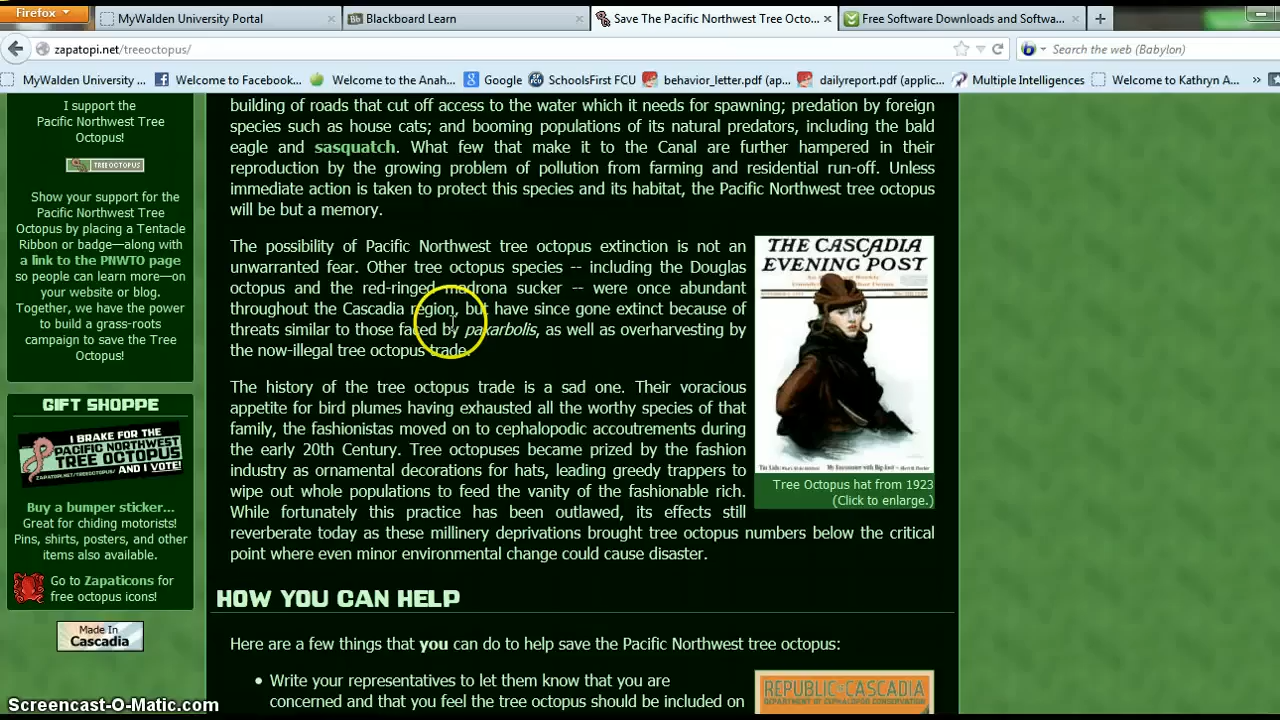 Firefox
MyWalden University Portal
Blackboard Learn
Save The Pacific Northwest Tree Octo...
Free Software Downloads and Softwa...
zapatopi.net/treeoctopus/
Search the web (Babylon)
MyWalden University ...
Welcome to Facebook...
Welcome to the Anah...
Google
SchoolsFirst FCU
behavior_letter.pdf (ap...
dailyreport.pdf (applic...
Multiple Intelligences
Welcome to Kathryn A...
I support the
Pacific Northwest Tree
Octopus!
TREE OCTOPUS
Show your support for the
Pacific Northwest Tree
Octopus by placing a Tentacle
Ribbon or badge—along with
a link to the PNWTO page
so people can learn more—on
your website or blog.
Together, we have the power
to build a grass-roots
campaign to save the Tree
Octopus!
GIFT SHOPPE
I BRAKE FOR THE
PACIFIC NORTHWEST
TREE OCTOPUS
ZAPATOPI.NET/TREEOCTOPUS/ AND I VOTE!
Buy a bumper sticker...
Great for chiding motorists!
Pins, shirts, posters, and other
items also available.
Go to Zapaticons for
free octopus icons!
Made In
Cascadia
building of roads that cut off access to the water which it needs for spawning; predation by foreign
species such as house cats; and booming populations of its natural predators, including the bald
eagle and sasquatch. What few that make it to the Canal are further hampered in their
reproduction by the growing problem of pollution from farming and residential run-off. Unless
immediate action is taken to protect this species and its habitat, the Pacific Northwest tree octopus
will be but a memory.
The possibility of Pacific Northwest tree octopus extinction is not an
unwarranted fear. Other tree octopus species -- including the Douglas
octopus and the red-ringed madrona sucker -- were once abundant
throughout the Cascadia region, but have since gone extinct because of
threats similar to those faced by paxarbolis, as well as overharvesting by
the now-illegal tree octopus trade.
THE CASCADIA
EVENING POST
Tree Octopus hat from 1923
(Click to enlarge.)
The history of the tree octopus trade is a sad one. Their voracious
appetite for bird plumes having exhausted all the worthy species of that
family, the fashionistas moved on to cephalopodic accoutrements during
the early 20th Century. Tree octopuses became prized by the fashion
industry as ornamental decorations for hats, leading greedy trappers to
wipe out whole populations to feed the vanity of the fashionable rich.
While fortunately this practice has been outlawed, its effects still
reverberate today as these millinery deprivations brought tree octopus numbers below the critical
point where even minor environmental change could cause disaster.
HOW YOU CAN HELP
Here are a few things that you can do to help save the Pacific Northwest tree octopus:
• Write your representatives to let them know that you are
concerned and that you feel the tree octopus should be included on
REPUBLIC OF CASCADIA
DEPARTMENT OF CEPHALOPOD CONSERVATION
Screencast-O-Matic.com